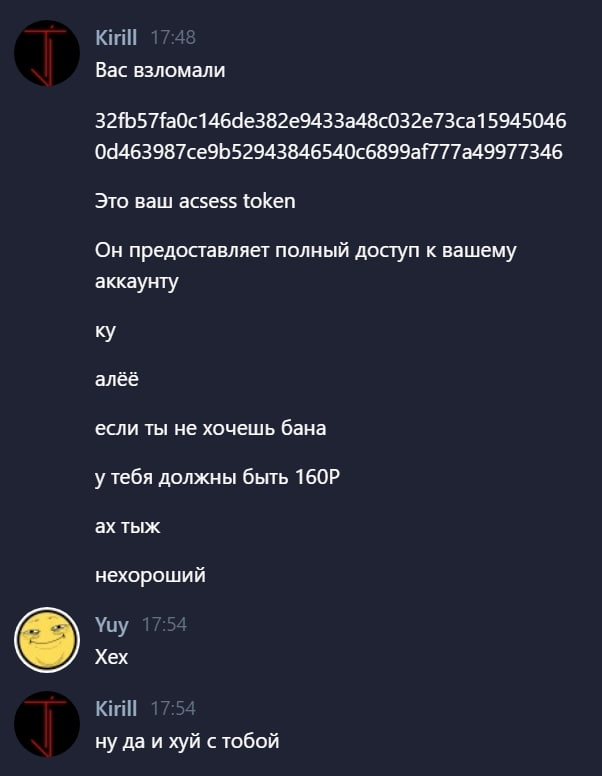 Kirill 17:48
Вас взломали
32fb57fa0c146de382e9433a48c032e73ca15945046
0d463987ce9b52943846540c6899af777a49977346
Это ваш acsess token
Он предоставляет полный доступ к вашему
аккаунту
ку
алёё
если ты не хочешь бана
у тебя должны быть 160Р
ах тыж
нехороший
Yuy 17:54
Хех
Kirill 17:54
ну да и хуй с тобой